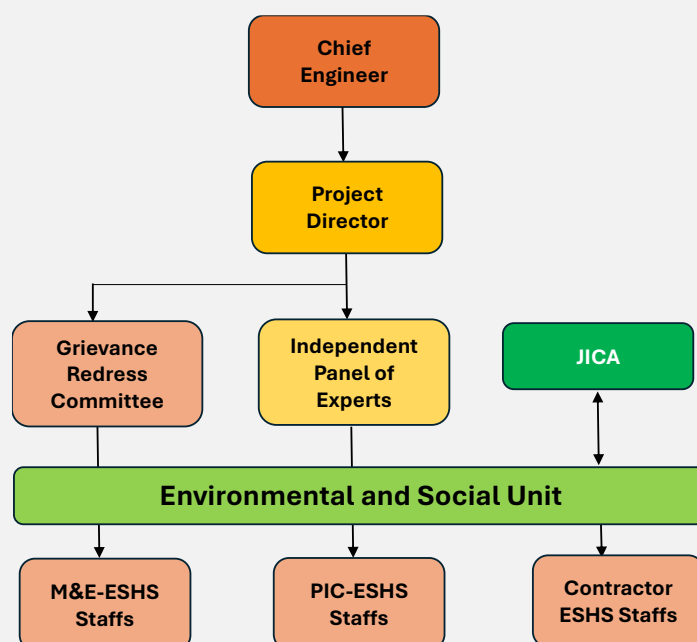 Chief
Engineer
Project
Director
Grievance
Redress
Committee
Independent
Panel of
Experts
JICA
Environmental and Social Unit
M&E-ESHS
Staffs
PIC-ESHS
Staffs
Contractor
ESHS Staffs